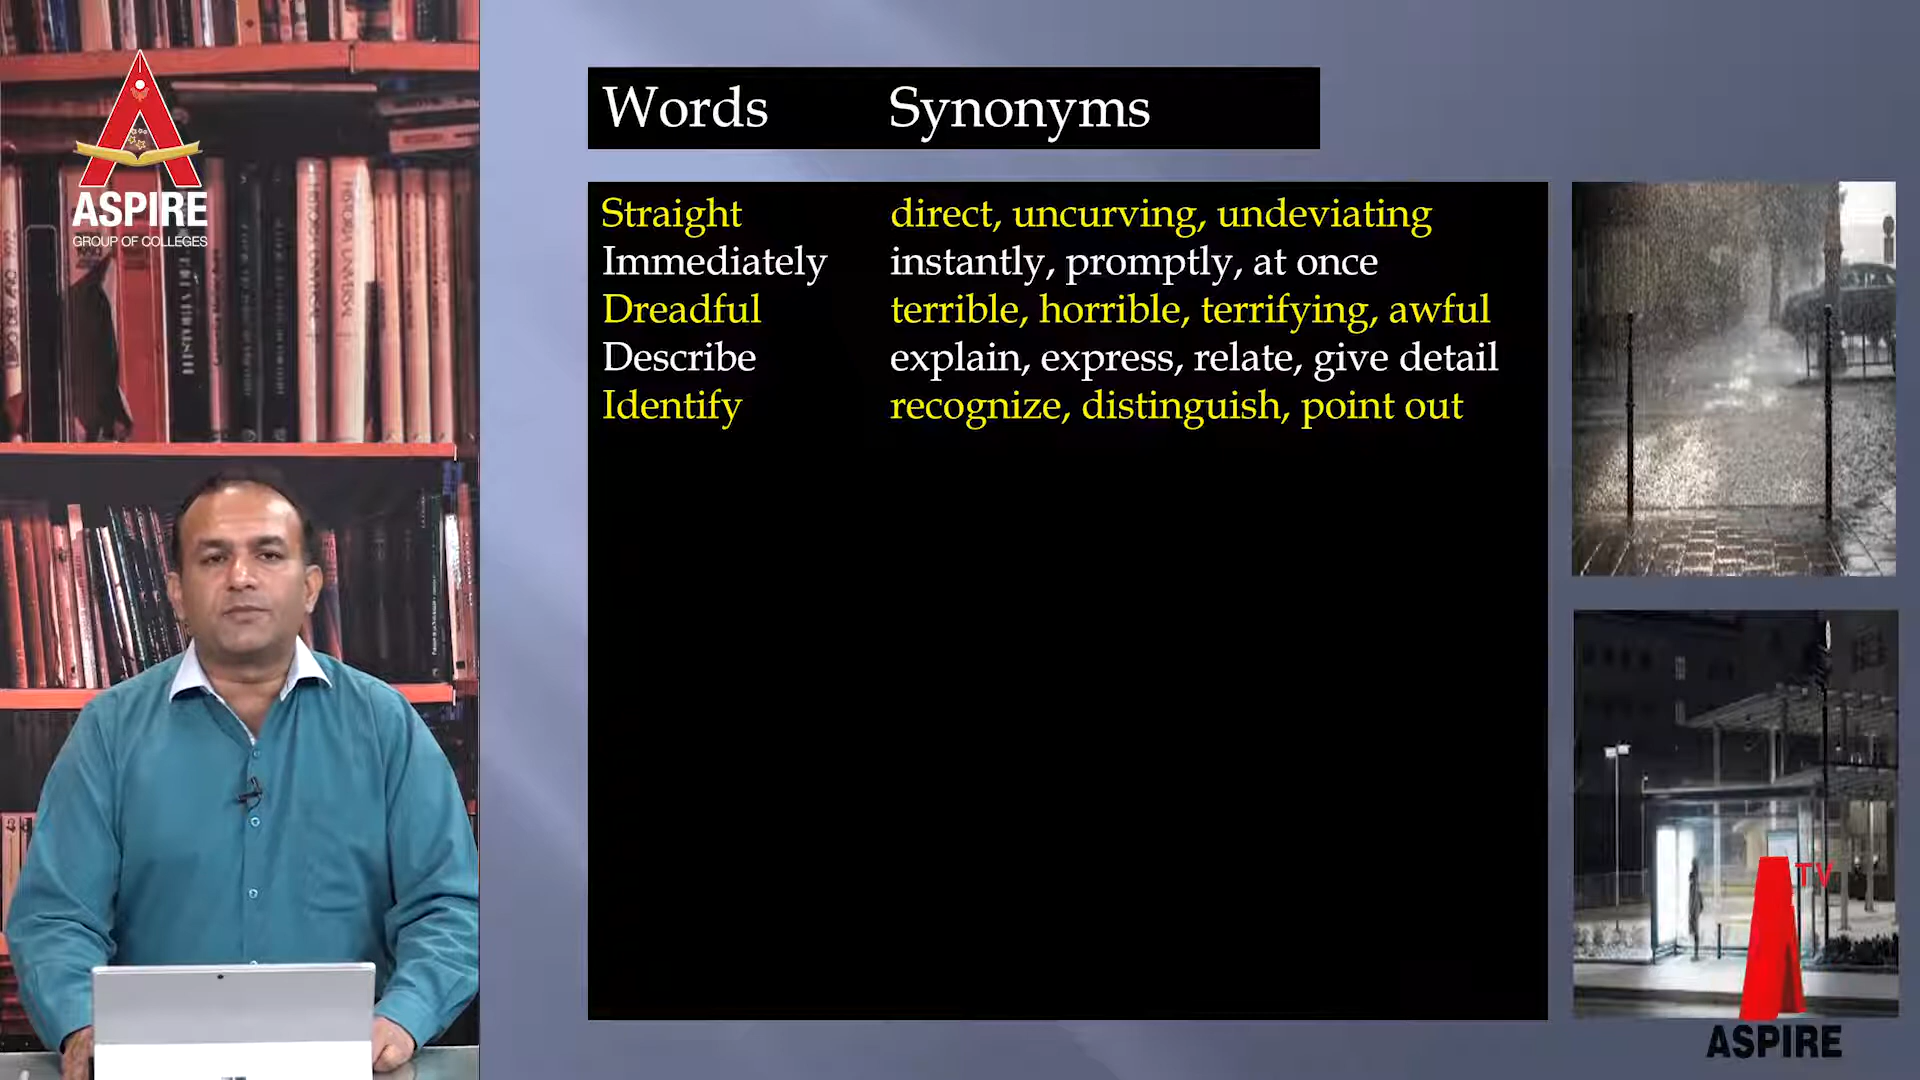 ASPIRE
GROUP OF COLLEGES
Words Synonyms
Straight direct, uncurving, undeviating
Immediately instantly, promptly, at once
Dreadful terrible, horrible, terrifying, awful
Describe explain, express, relate, give detail
Identify recognize, distinguish, point out
TV
ASPIRE